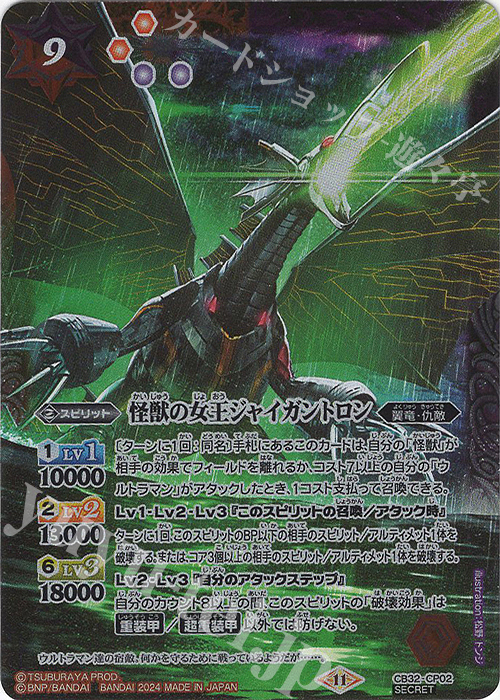 9
カードショップ-遊々亭
怪獣の女王ジャイガントロン
スピリット
翼竜・仇敵
1 LV1
10000
2 LV2
13000
6 LV3
18000
『ターンに1回:同名』手札にあるこのカードは、自分の「怪獣」が
相手の効果でフィールドを離れるか、コスト7以上の自分の「ウ
ルトラマン」がアタックしたとき、1コスト支払って召喚できる。
Lv1・Lv2・Lv3『このスピリットの召喚/アタック時』
ターンに1回、このスピリットのBP以下の相手のスピリット/アルティメット1体を
破壊する。または、コア3個以上の相手のスピリット/アルティメット1体を破壊する。
Lv2・Lv3『自分のアタックステップ』
自分のカウント8以上の間、このスピリットの「破壊効果」は
重装甲/超重装甲以外では防げない。
ウルトラマン達の宿敵、何かを守るために戦っているようだが……
©TSUBURAYA PROD.
©BNP/BANDAI BANDAI 2024 MADE IN JAPAN
11
CB32-CP02
SECRET